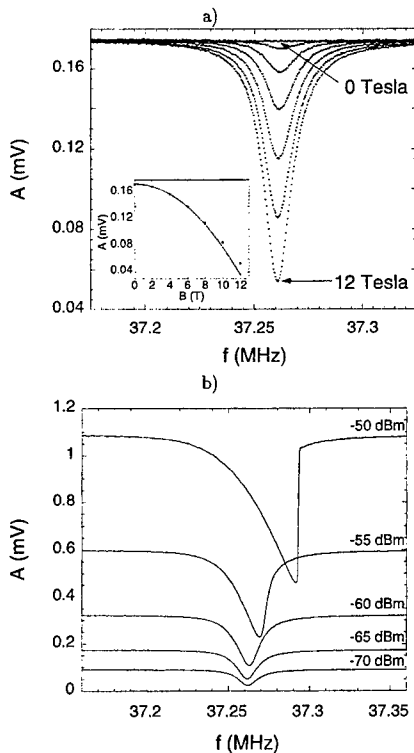 a)
0.16
0.12
0.08
0.04
A (mV)
0 Tesla
12 Tesla
0.16
0.12
0.08
0.04
A (mV)
0 2 4 6 8 10 12
B (T)
37.2 37.25 37.3
f (MHz)
b)
1.2
1
0.8
0.6
0.4
0.2
0
A (mV)
-50 dBm
-55 dBm
-60 dBm
-65 dBm
-70 dBm
37.2 37.25 37.3
f (MHz)